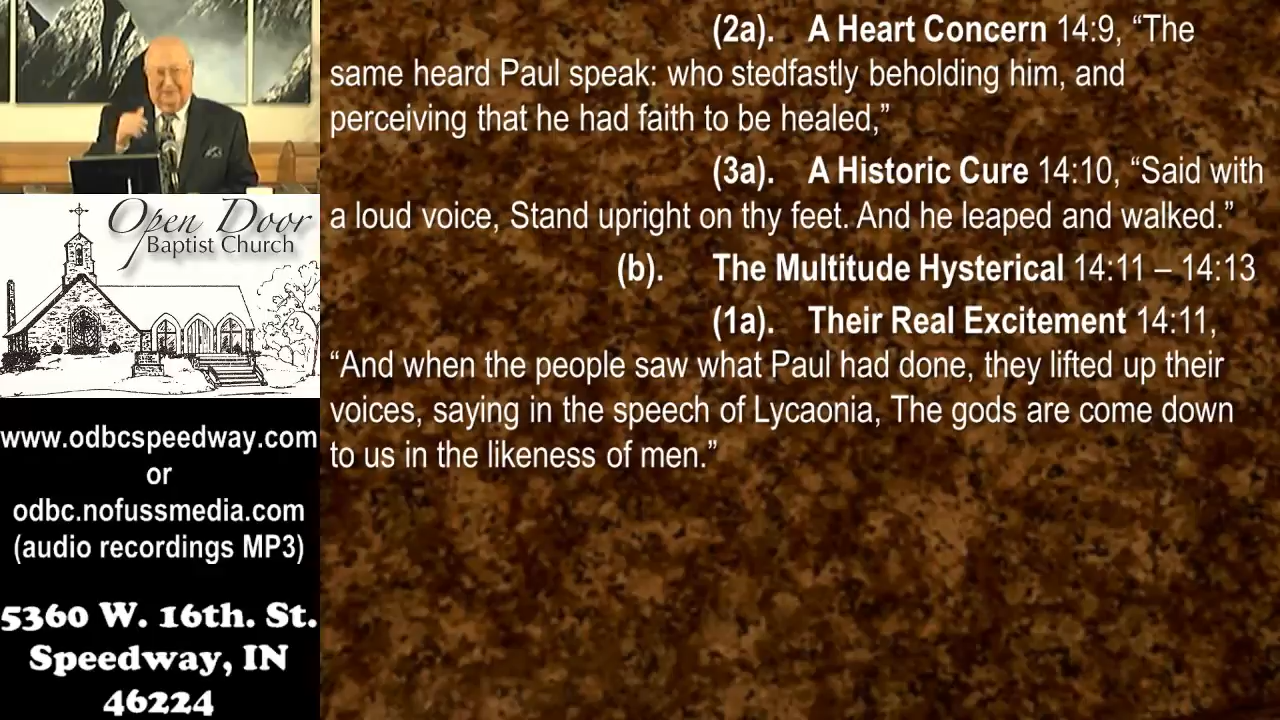 (2a). A Heart Concern 14:9, “The
same heard Paul speak: who stedfastly beholding him, and
perceiving that he had faith to be healed,”
(3a). A Historic Cure 14:10, “Said with
a loud voice, Stand upright on thy feet. And he leaped and walked.”
(b). The Multitude Hysterical 14:11 – 14:13
(1a). Their Real Excitement 14:11,
“And when the people saw what Paul had done, they lifted up their
voices, saying in the speech of Lycaonia, The gods are come down
to us in the likeness of men.”
Open Door
Baptist Church
www.odbcspeedway.com
or
odbc.nofussmedia.com
(audio recordings MP3)
5360 W. 16th. St.
Speedway, IN
46224